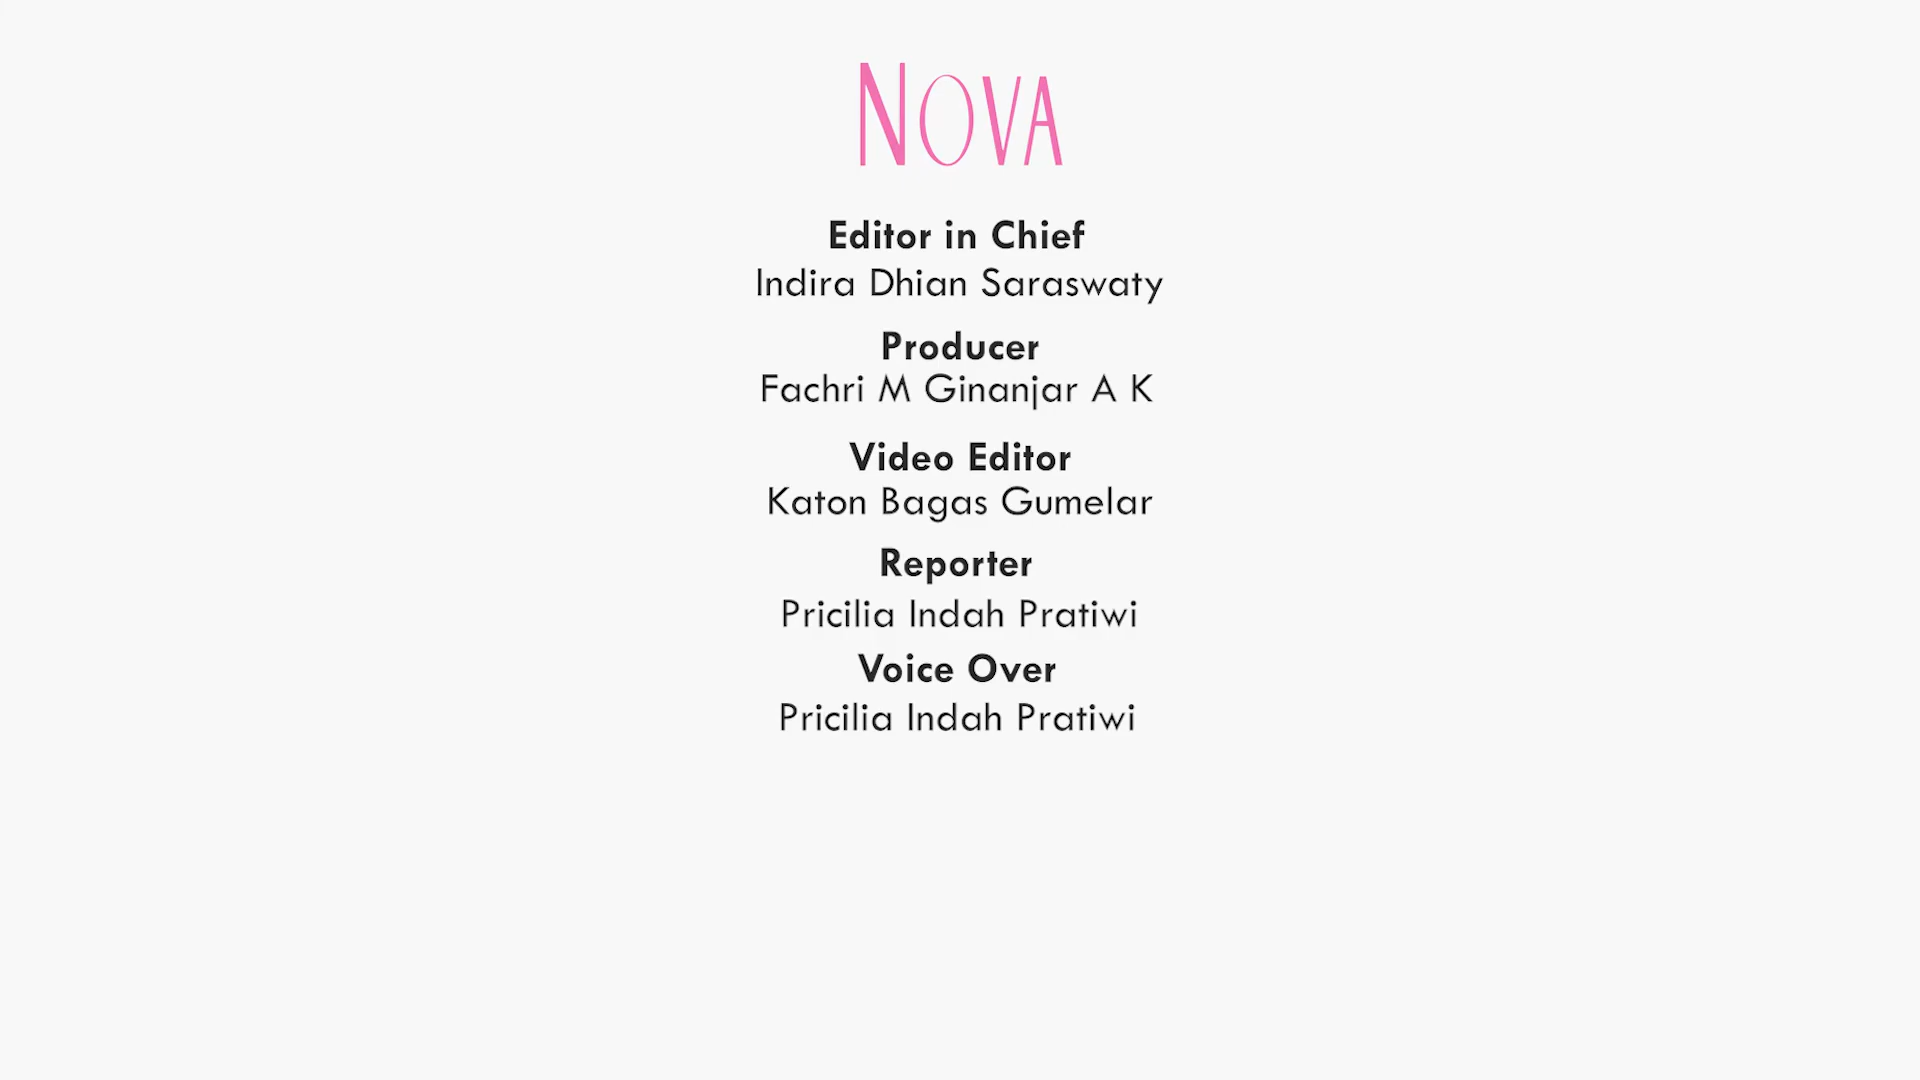 NOVA
Editor in Chief
Indira Dhian Saraswaty
Producer
Fachri M Ginanjar A K
Video Editor
Katon Bagas Gumelar
Reporter
Pricilia Indah Pratiwi
Voice Over
Pricilia Indah Pratiwi